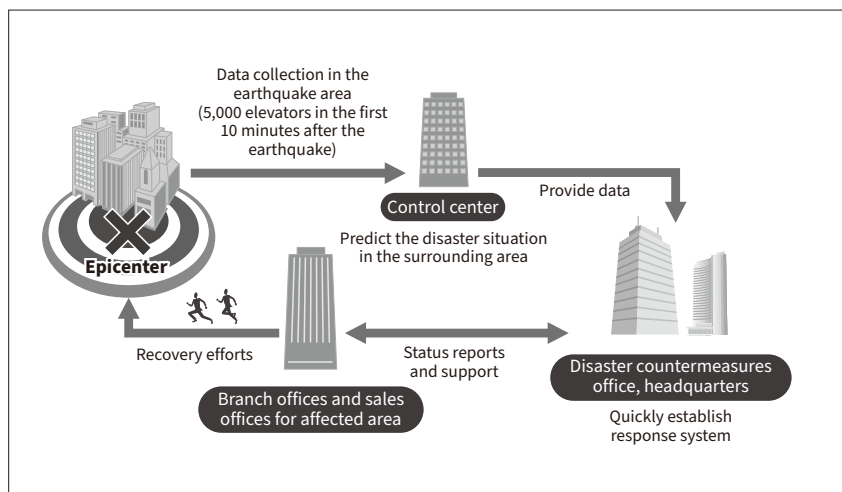 Data collection in the
earthquake area
(5,000 elevators in the first
10 minutes after the
earthquake)
Control center
Provide data
Predict the disaster situation
in the surrounding area
Epicenter
Recovery efforts
Status reports
and support
Branch offices and sales
offices for affected area
Disaster countermeasures
office, headquarters
Quickly establish
response system